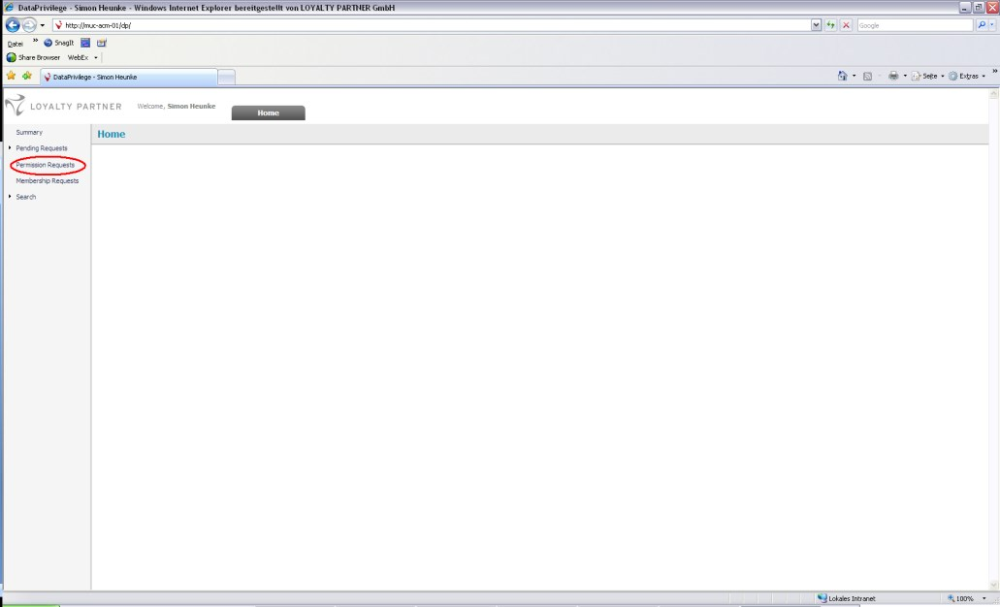 DataPrivilege - Simon Heunke - Windows Internet Explorer bereitgestellt von LOYALTY PARTNER GmbH
http://muc-acm-01/dp/
Google
Datei » SnagIt
Share Browser WebEx
DataPrivilege - Simon Heunke
Seite Extras »
LOYALTY PARTNER Welcome, Simon Heunke Home
Summary
Home
Pending Requests
Permission Requests
Membership Requests
Search
Lokales Intranet 100%